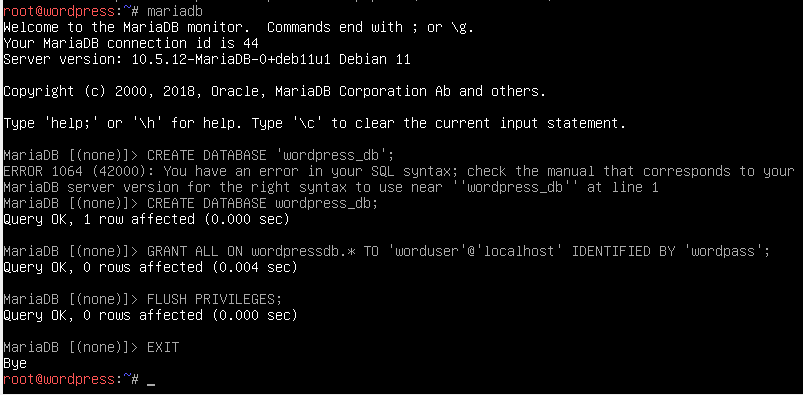 root@wordpress:~# mariadb
Welcome to the MariaDB monitor.  Commands end with ; or \g.
Your MariaDB connection id is 44
Server version: 10.5.12-MariaDB-0+deb11u1 Debian 11
Copyright (c) 2000, 2018, Oracle, MariaDB Corporation Ab and others.
Type 'help;' or '\h' for help. Type '\c' to clear the current input statement.
MariaDB [(none)]> CREATE DATABASE 'wordpress_db';
ERROR 1064 (42000): You have an error in your SQL syntax; check the manual that corresponds to your
MariaDB server version for the right syntax to use near ''wordpress_db'' at line 1
MariaDB [(none)]> CREATE DATABASE wordpress_db;
Query OK, 1 row affected (0.000 sec)
MariaDB [(none)]> GRANT ALL ON wordpressdb.* TO 'worduser'@'localhost' IDENTIFIED BY 'wordpass';
Query OK, 0 rows affected (0.004 sec)
MariaDB [(none)]> FLUSH PRIVILEGES;
Query OK, 0 rows affected (0.000 sec)
MariaDB [(none)]> EXIT
Bye
root@wordpress:~# _